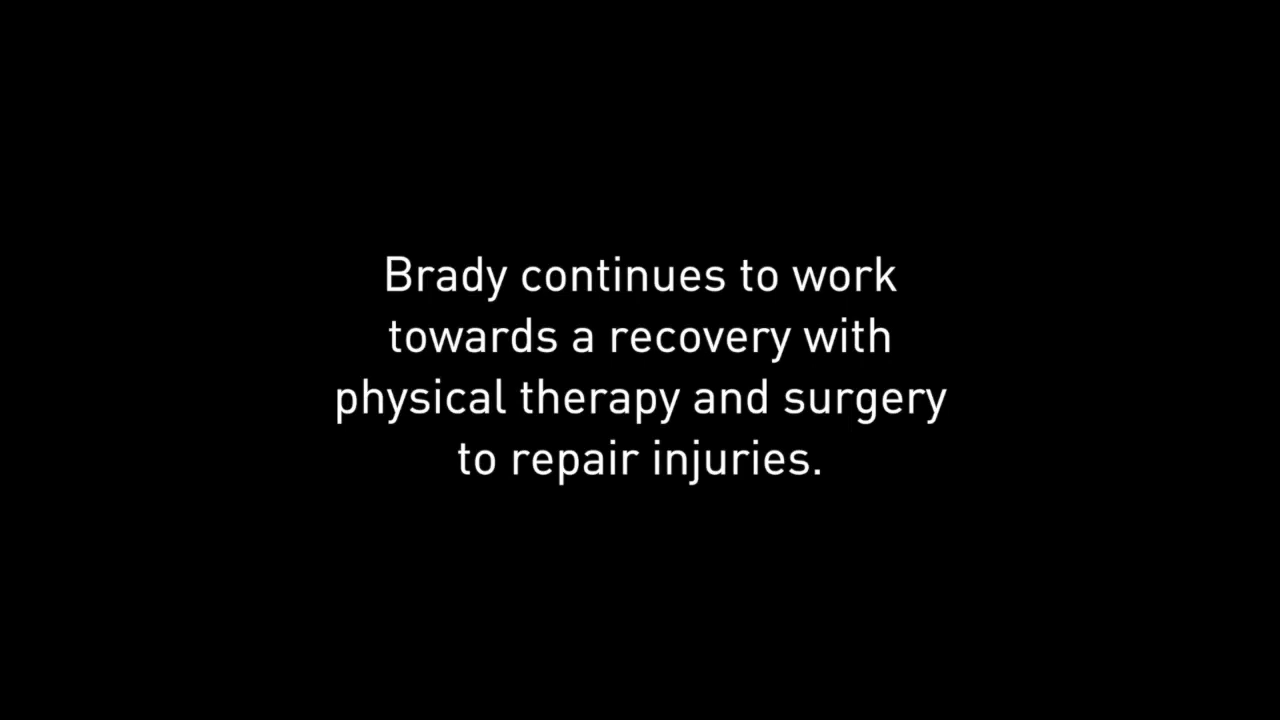 Brady continues to work
towards a recovery with
physical therapy and surgery
to repair injuries.